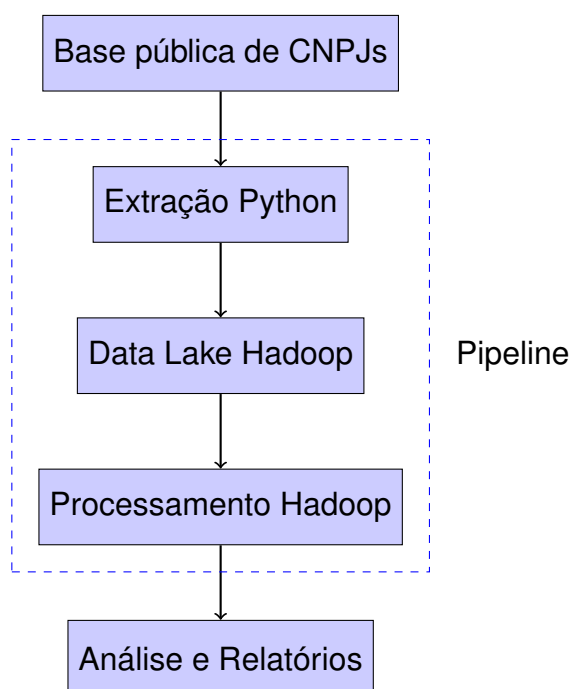 Base pública de CNPJs
Extração Python
Data Lake Hadoop
Pipeline
Processamento Hadoop
Análise e Relatórios